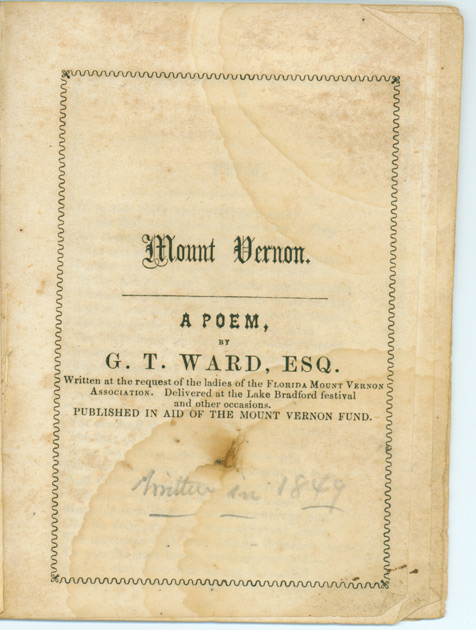 Mount Vernon.
A POEM,
BY
G. T. WARD, ESQ.
Written at the request of the ladies of the FLORIDA MOUNT VERNON
ASSOCIATION. Delivered at the Lake Bradford festival
and other occasions.
PUBLISHED IN AID OF THE MOUNT VERNON FUND.
Written in 1849